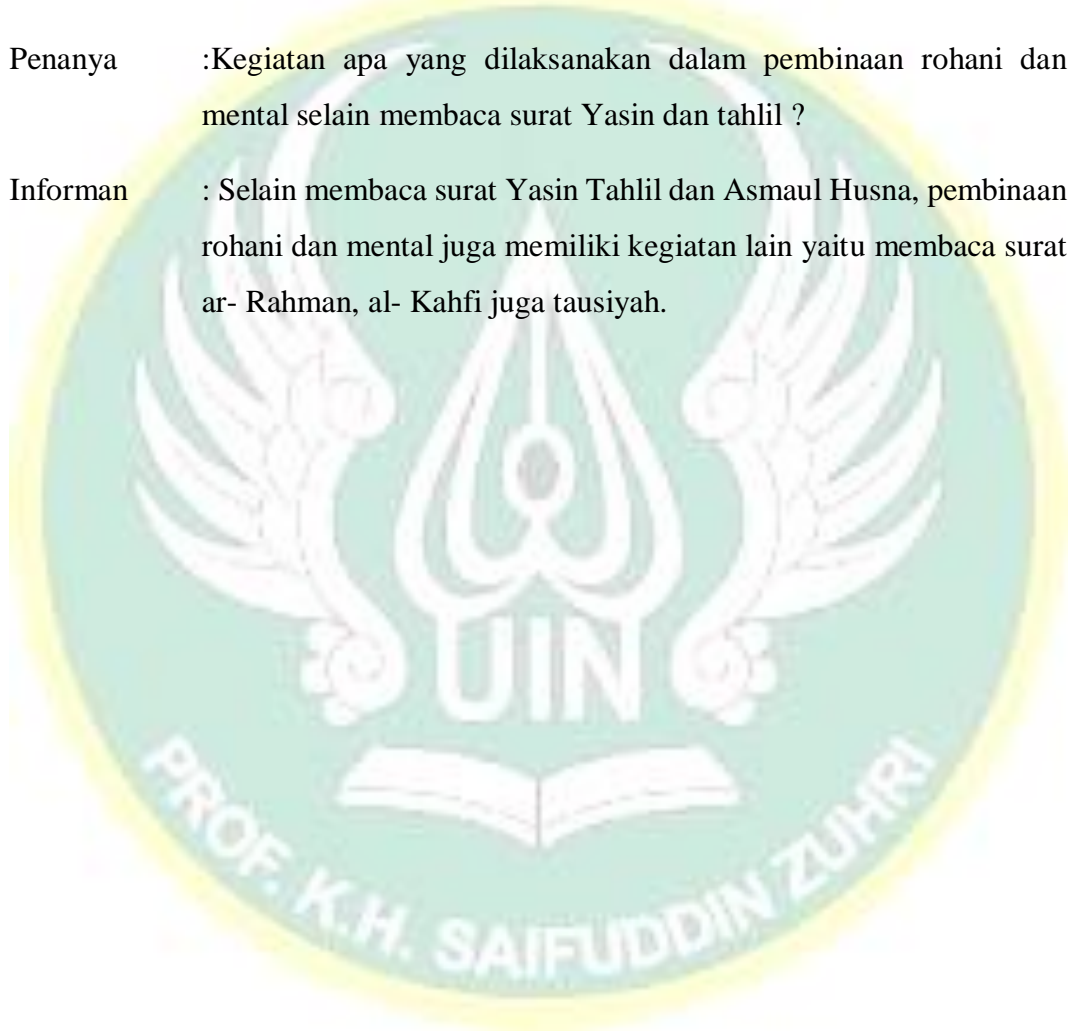 Penanya :Kegiatan apa yang dilaksanakan dalam pembinaan rohani dan
mental selain membaca surat Yasin dan tahlil ?
Informan : Selain membaca surat Yasin Tahlil dan Asmaul Husna, pembinaan
rohani dan mental juga memiliki kegiatan lain yaitu membaca surat
ar- Rahman, al- Kahfi juga tausiyah.
UIN
PROF. K.H. SAIFUDDIN ZUHRI